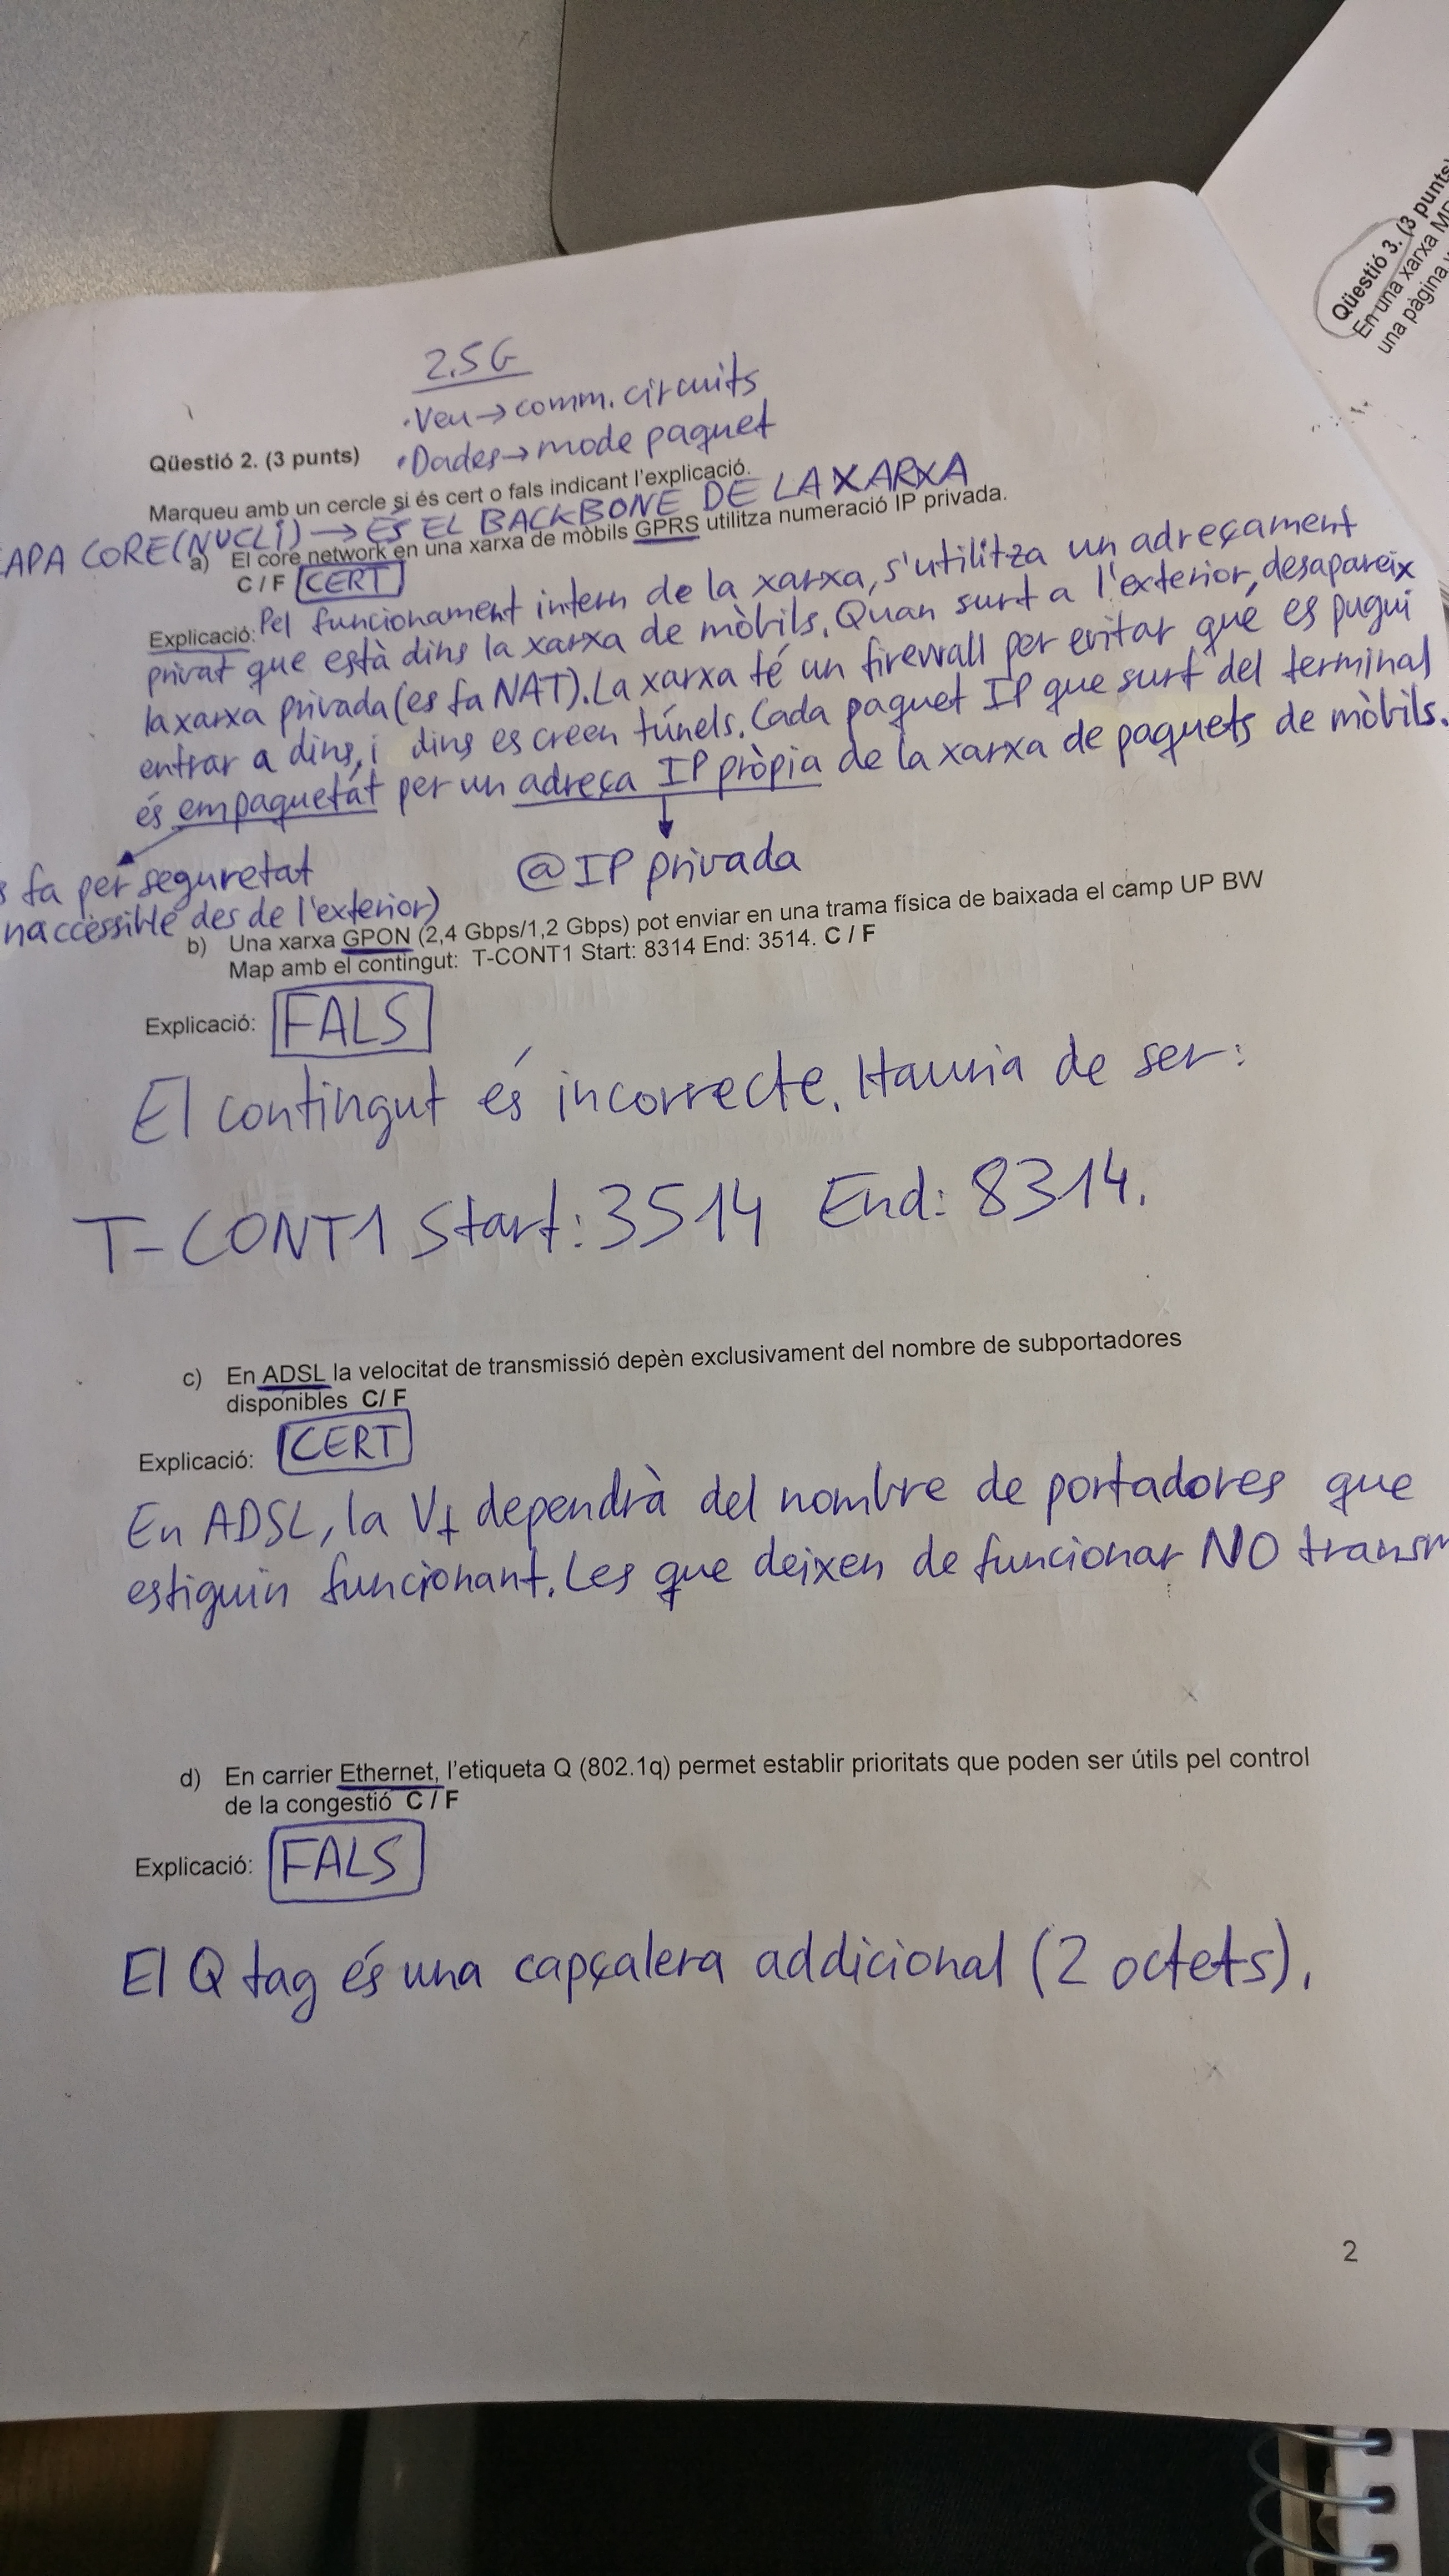 2.5G
·Veu→comm. circuits
·Dades→mode paquet
Qüestió 2. (3 punts)
Marqueu amb un cercle si és cert o fals indicant l'explicació.
CAPA CORE(NUCLI)→ÉS EL BACKBONE DE LA XARXA
a) El core network en una xarxa de mòbils GPRS utilitza numeració IP privada.
C / F CERT
Explicació: Pel funcionament intern de la xarxa, s'utilitza un adreçament
privat que està dins la xarxa de mòbils. Quan surt a l'exterior, desapareix
la xarxa privada (es fa NAT). La xarxa té un firewall per evitar que es pugui
entrar a dins, i dins es creen túnels. Cada paquet IP que surt del terminal
és empaquetat per un adreça IP pròpia de la xarxa de paquets de mòbils.
@IP privada
s fa per seguretat
naccessible des de l'exterior)
b) Una xarxa GPON (2,4 Gbps/1,2 Gbps) pot enviar en una trama física de baixada el camp UP BW
Map amb el contingut: T-CONT1 Start: 8314 End: 3514. C / F
Explicació: FALS
El contingut és incorrecte. Hauria de ser:
T-CONT1 Start: 3514 End: 8314.
c) En ADSL la velocitat de transmissió depèn exclusivament del nombre de subportadores
disponibles C/ F
Explicació: CERT
En ADSL, la Vt dependrà del nombre de portadores que
estiguin funcionant. Les que deixen de funcionar NO transm
d) En carrier Ethernet, l'etiqueta Q (802.1q) permet establir prioritats que poden ser útils pel control
de la congestió C / F
Explicació: FALS
El Q tag és una capçalera addicional (2 octets).
2
Qüestió 3. (3 punts)
En una xarxa
una pàgina